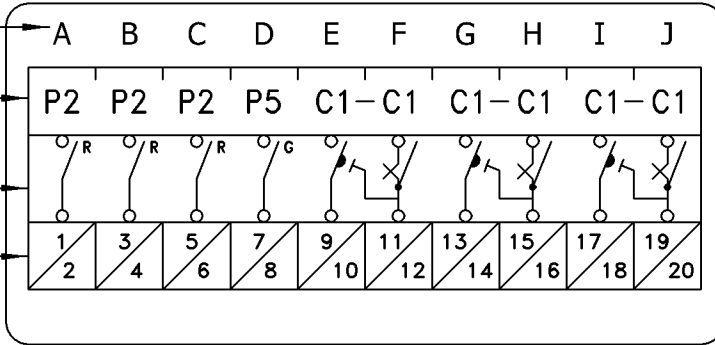 A B C D E F G H I J
P2 P2 P2 P5 C1-C1 C1-C1 C1-C1
R R R G
1 3 5 7 9 11 13 15 17 19
2 4 6 8 10 12 14 16 18 20